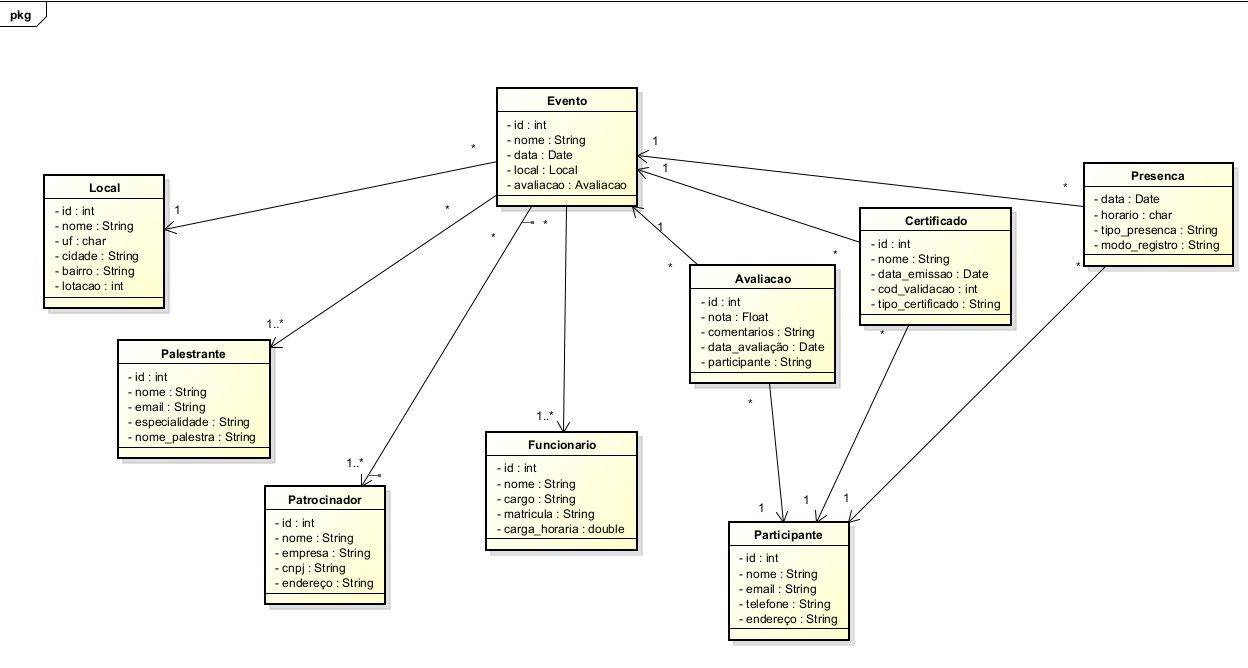 pkg
Evento
- id : int
- nome : String
- data : Date
- local : Local
- avaliacao : Avaliacao
Local
- id : int
- nome : String
- uf : char
- cidade : String
- bairro : String
- lotacao : int
Presenca
- data : Date
- horario : char
- tipo_presenca : String
- modo_registro : String
Certificado
- id : int
- nome : String
- data_emissao : Date
- cod_validacao : int
- tipo_certificado : String
Avaliacao
- id : int
- nota : Float
- comentarios : String
- data_avaliação : Date
- participante : String
Palestrante
- id : int
- nome : String
- email : String
- especialidade : String
- nome_palestra : String
Funcionario
- id : int
- nome : String
- cargo : String
- matricula : String
- carga_horaria : double
Patrocinador
- id : int
- nome : String
- empresa : String
- cnpj : String
- endereço : String
Participante
- id : int
- nome : String
- email : String
- telefone : String
- endereço : String
*
1
*
1..*
*
1..*
*
1..*
1
*
1
*
1
*
*
1
*
1
*
1